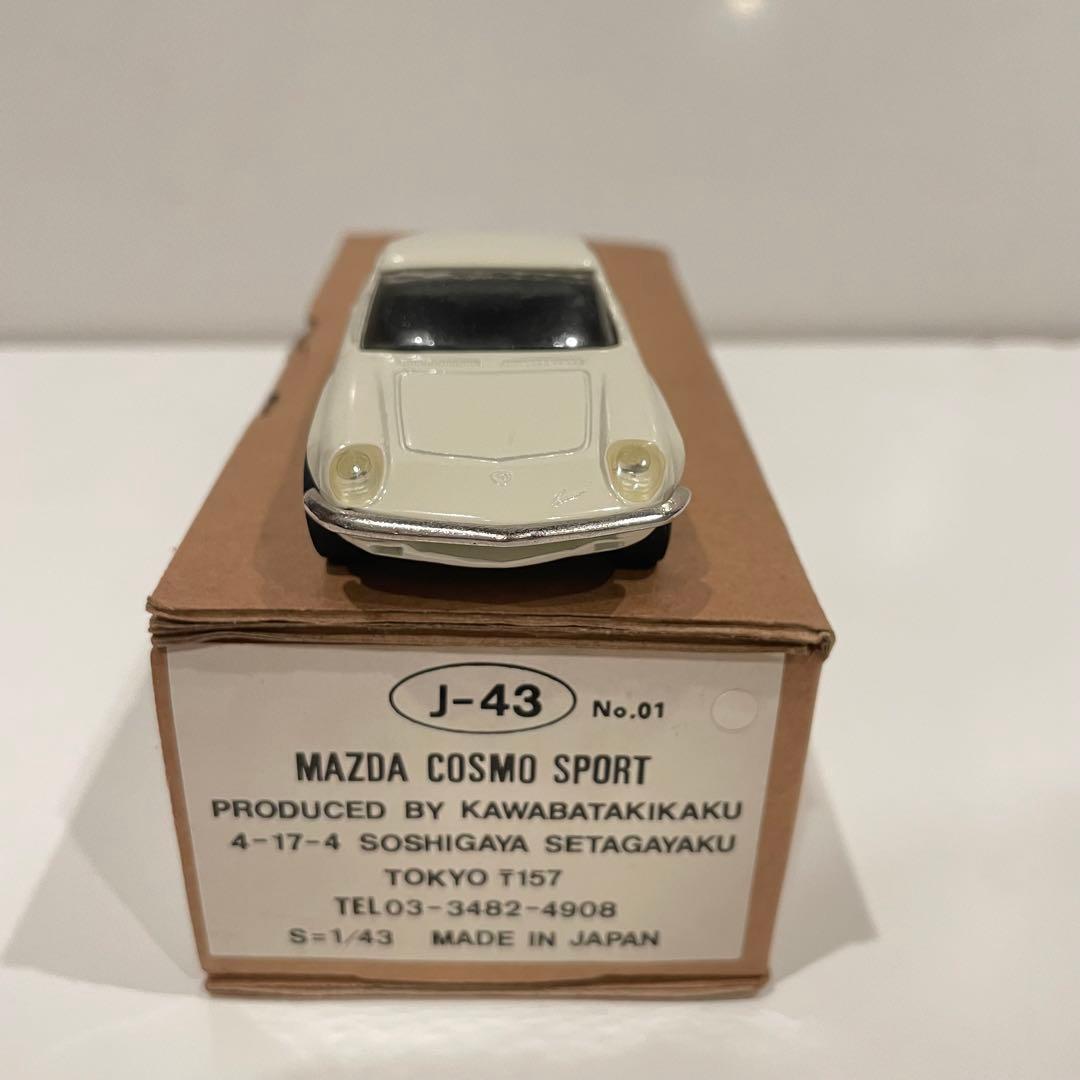 J-43 No.01
MAZDA COSMO SPORT
PRODUCED BY KAWABATAKIKAKU
4-17-4 SOSHIGAYA SETAGAYAKU
TOKYO 〒157
TEL03-3482-4908
S=1/43 MADE IN JAPAN